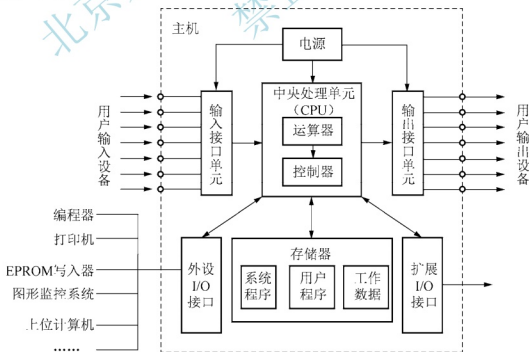 北京
禁
主机
电源
中央处理单元
（CPU）
运算器
控制器
用户输入设备
输入接口单元
输出接口单元
用户输出设备
编程器
打印机
EPROM写入器
图形监控系统
上位计算机
……
外设
I/O
接口
存储器
系统
程序
用户
程序
工作
数据
扩展
I/O
接口